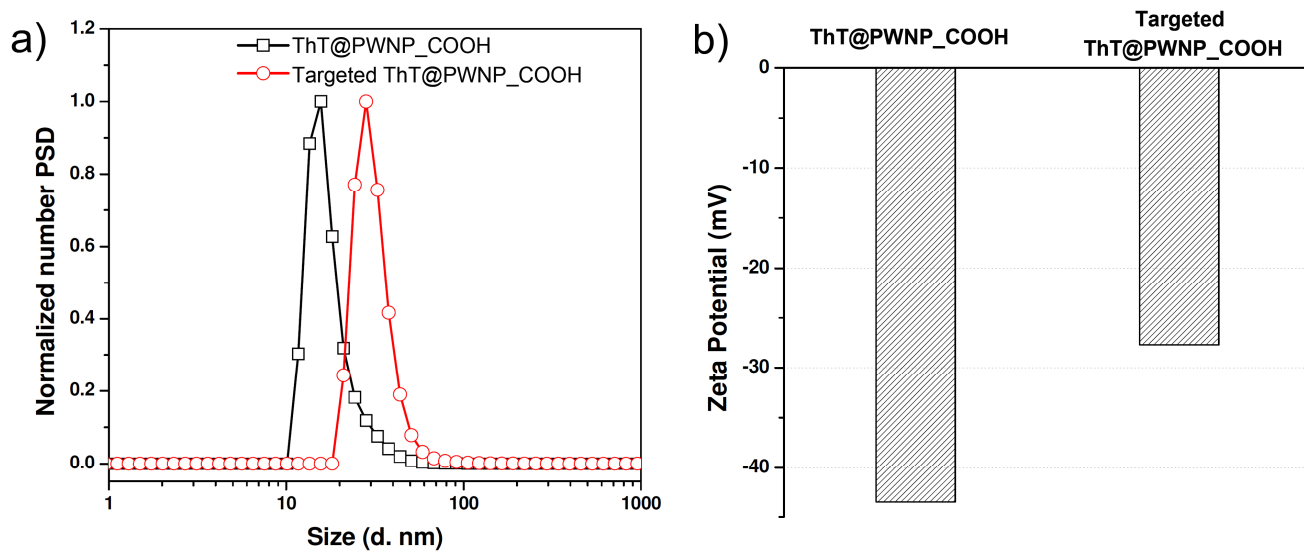 a)
ThT@PWNP_COOH
Targeted ThT@PWNP_COOH
Normalized number PSD
1.2
1.0
0.8
0.6
0.4
0.2
0.0
1
10
100
1000
Size (d. nm)
b)
ThT@PWNP_COOH
Targeted
ThT@PWNP_COOH
Zeta Potential (mV)
0
-10
-20
-30
-40